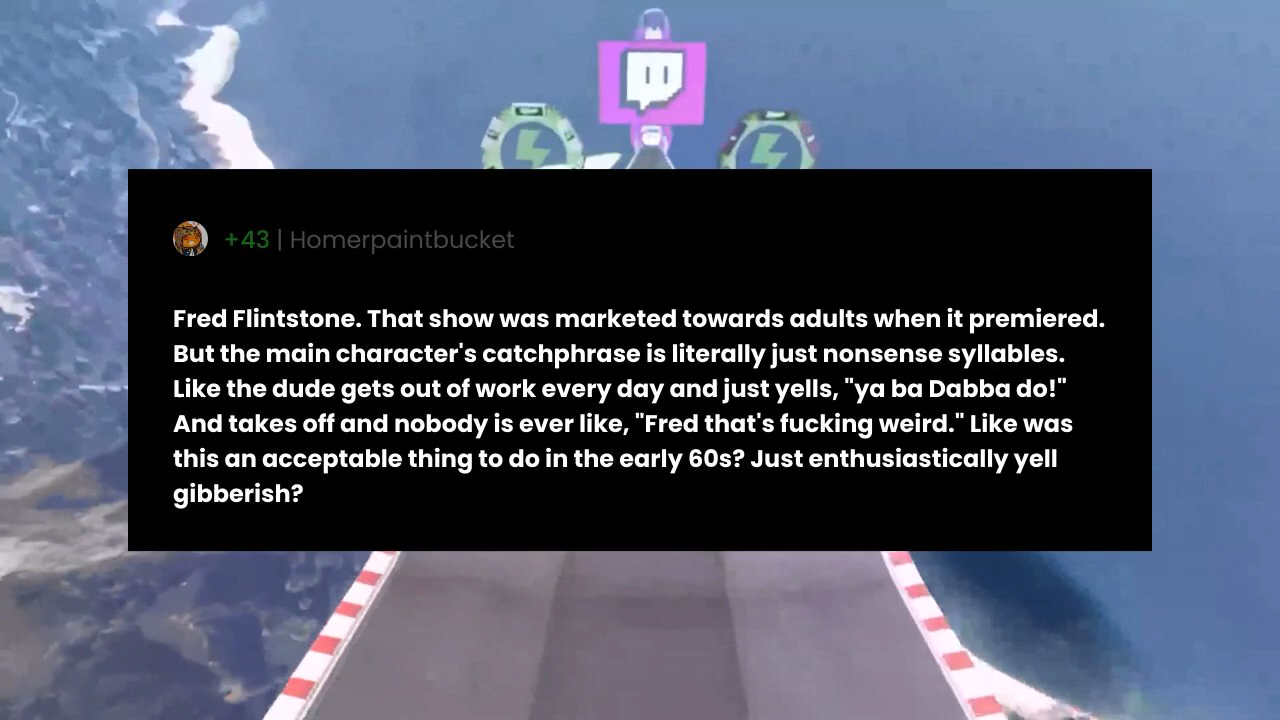 +43 | Homerpaintbucket
Fred Flintstone. That show was marketed towards adults when it premiered.
But the main character's catchphrase is literally just nonsense syllables.
Like the dude gets out of work every day and just yells, "ya ba Dabba do!"
And takes off and nobody is ever like, "Fred that's fucking weird." Like was
this an acceptable thing to do in the early 60s? Just enthusiastically yell
gibberish?